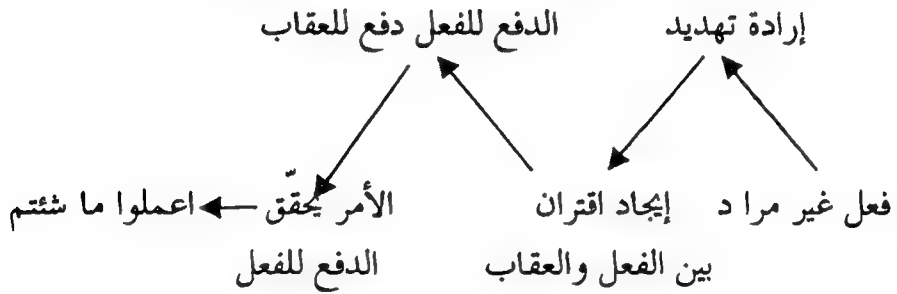 إرادة تهديد الدفع للفعل دفع للعقاب
فعل غير مرا د إيجاد اقتران الأمر يحقّق اعملوا ما شئتم
بين الفعل والعقاب الدفع للفعل